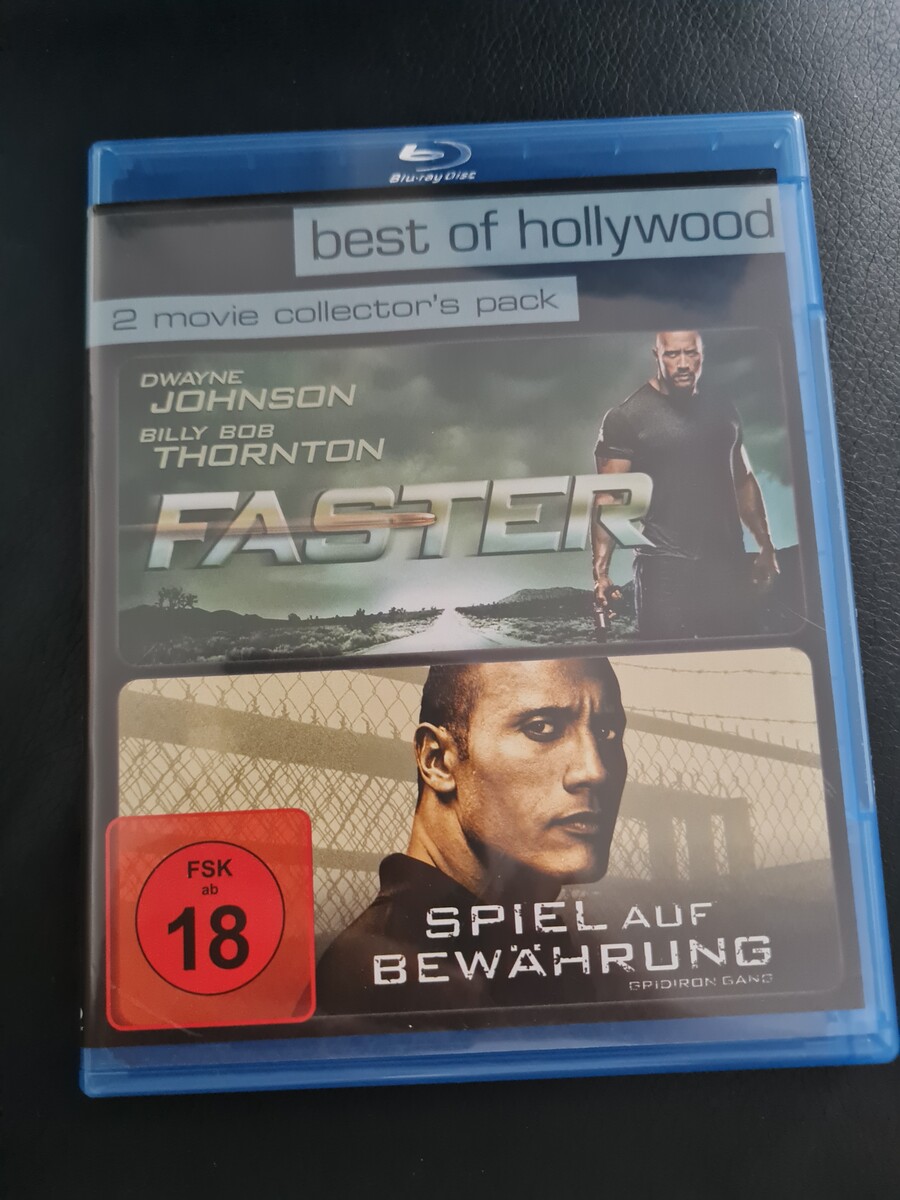 Blu-ray Disc
best of hollywood
2 movie collector's pack
DWAYNE
JOHNSON
BILLY BOB
THORNTON
FASTER
SPIEL AUF
BEWÄHRUNG
GRIDIRON GANG
FSK
ab
18